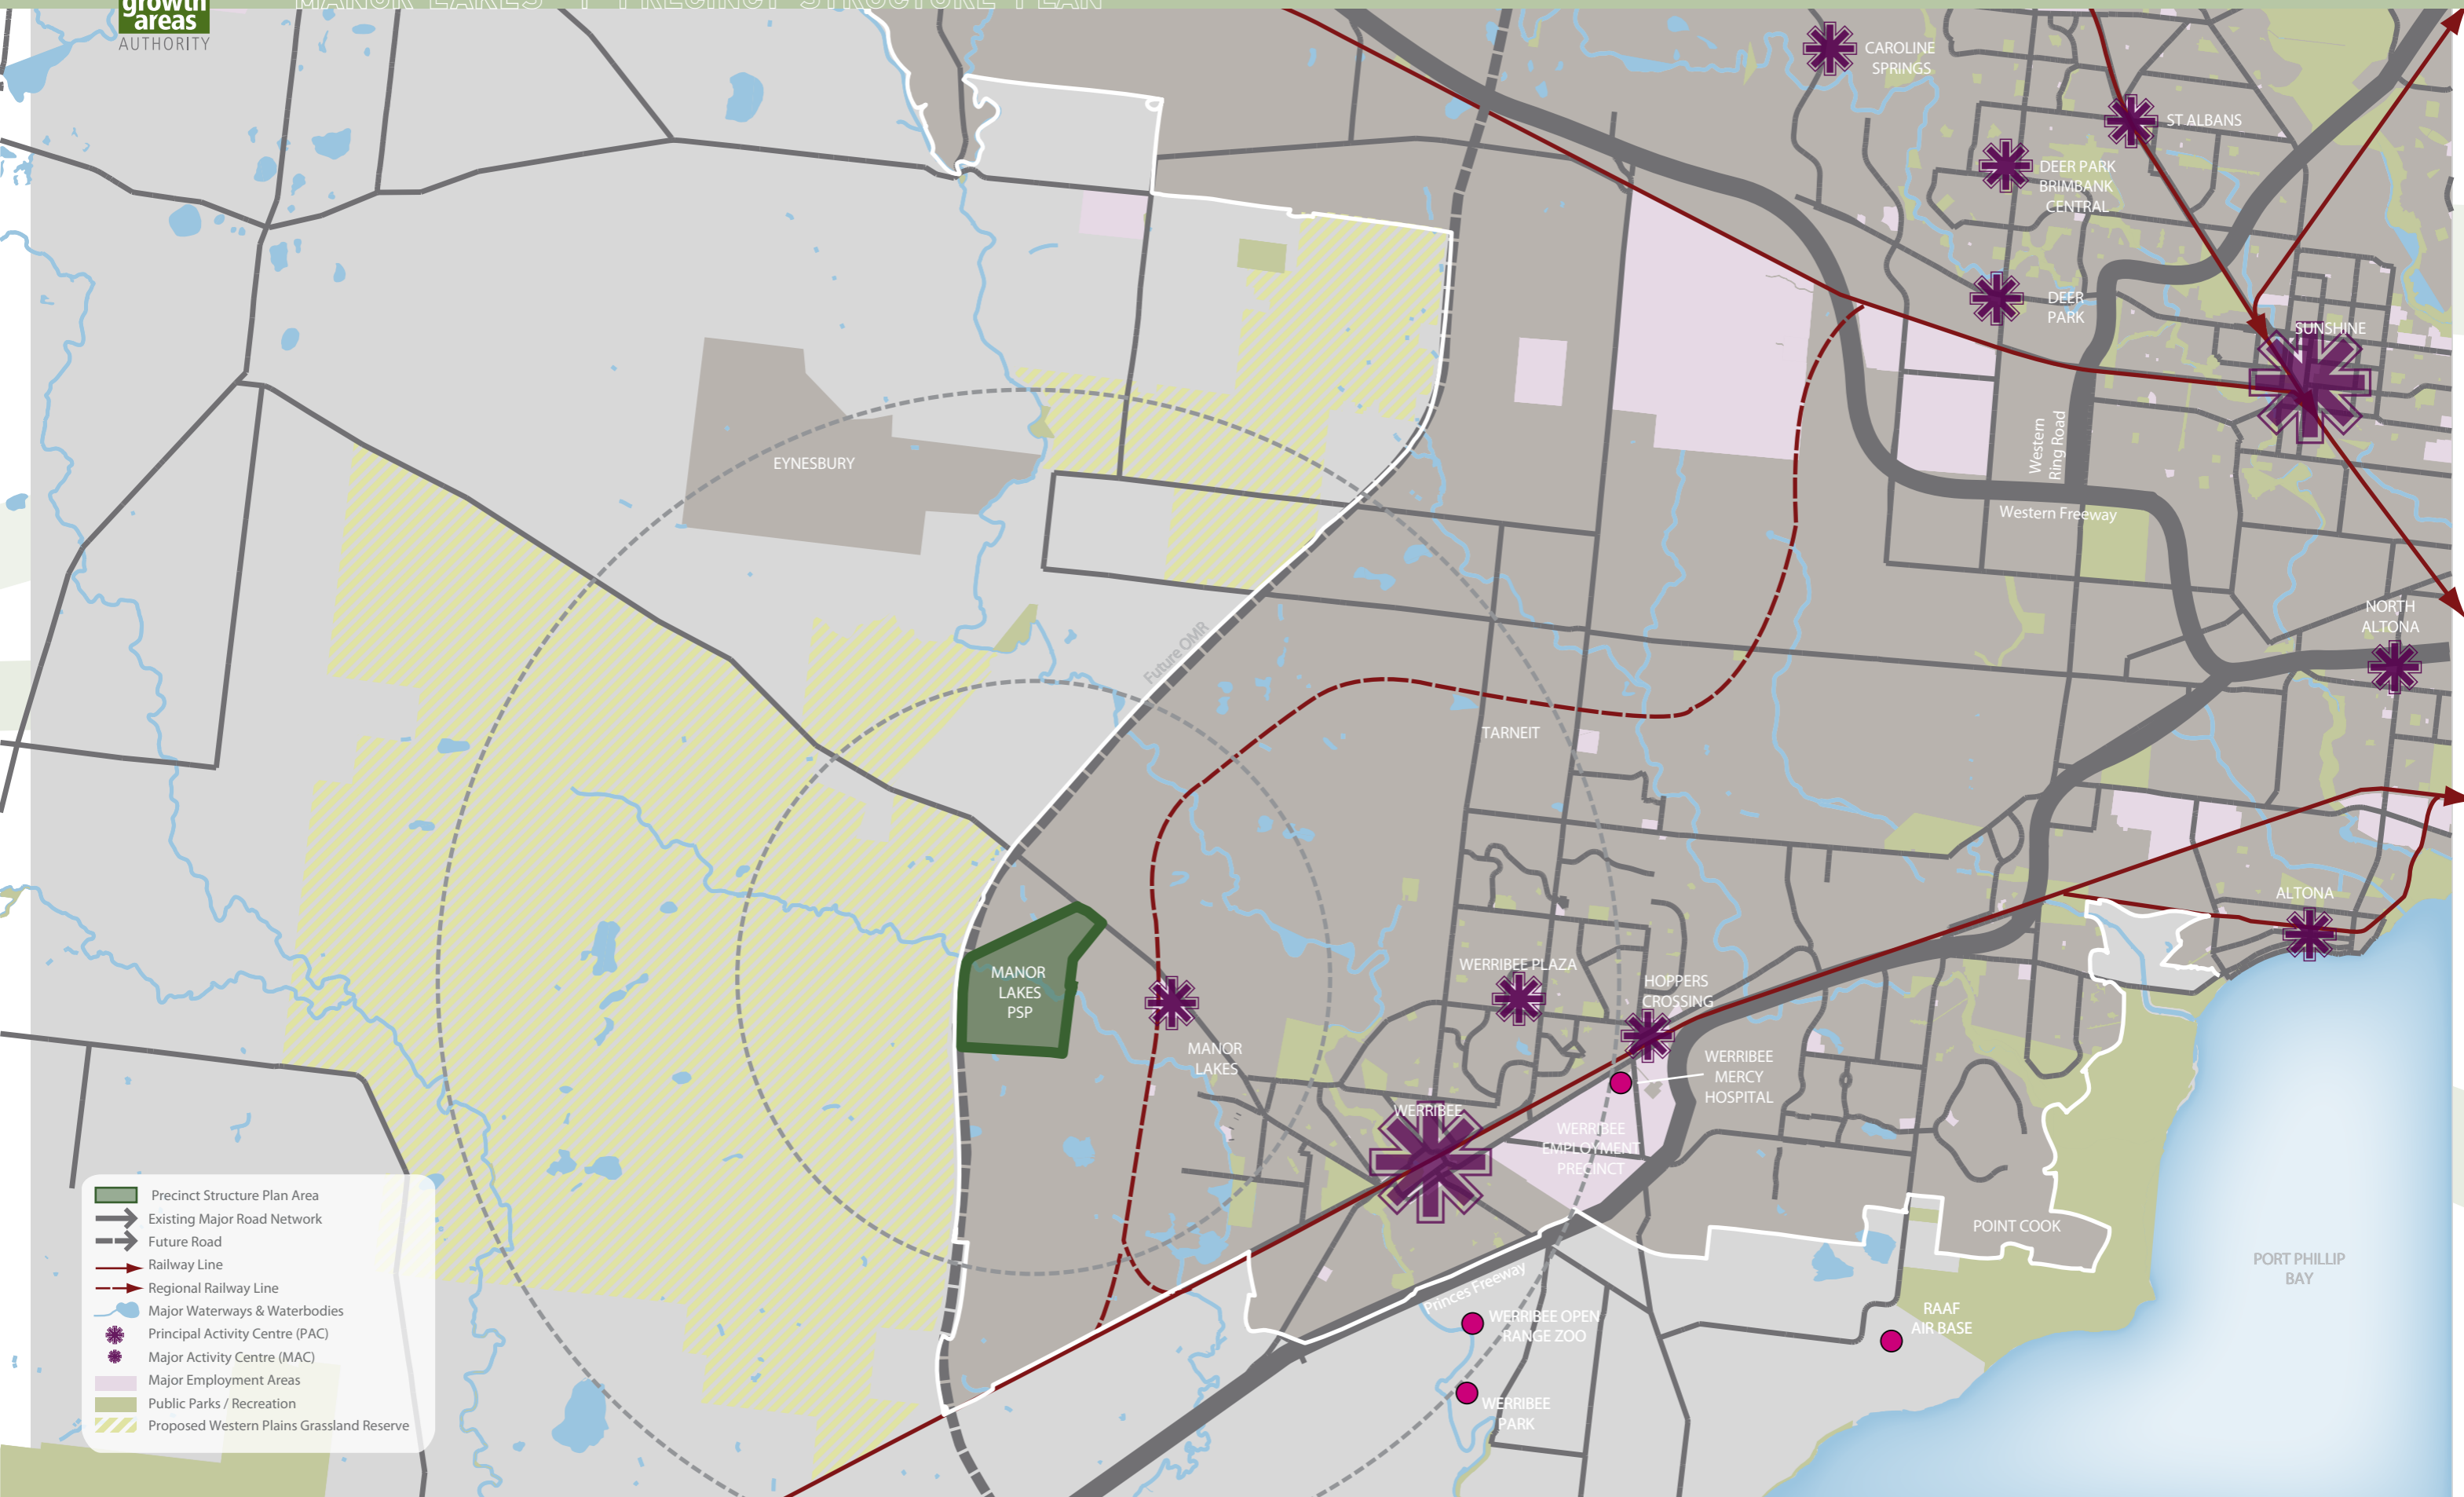 MANOR LAKES | PRECINCT STRUCTURE PLAN
growth
areas
AUTHORITY
CAROLINE
SPRINGS
ST ALBANS
DEER PARK
BRIMBANK
CENTRAL
DEER
PARK
SUNSHINE
Western
Ring Road
Western Freeway
EYNESBURY
NORTH
ALTONA
Future OMR
TARNEIT
ALTONA
WERRIBEE PLAZA
HOPPERS
CROSSING
MANOR
LAKES
PSP
MANOR
LAKES
WERRIBEE
MERCY
HOSPITAL
WERRIBEE
WERRIBEE
EMPLOYMENT
PRECINCT
POINT COOK
PORT PHILLIP
BAY
Princes Freeway
WERRIBEE OPEN
RANGE ZOO
RAAF
AIR BASE
WERRIBEE
PARK
Precinct Structure Plan Area
Existing Major Road Network
Future Road
Railway Line
Regional Railway Line
Major Waterways & Waterbodies
Principal Activity Centre (PAC)
Major Activity Centre (MAC)
Major Employment Areas
Public Parks / Recreation
Proposed Western Plains Grassland Reserve